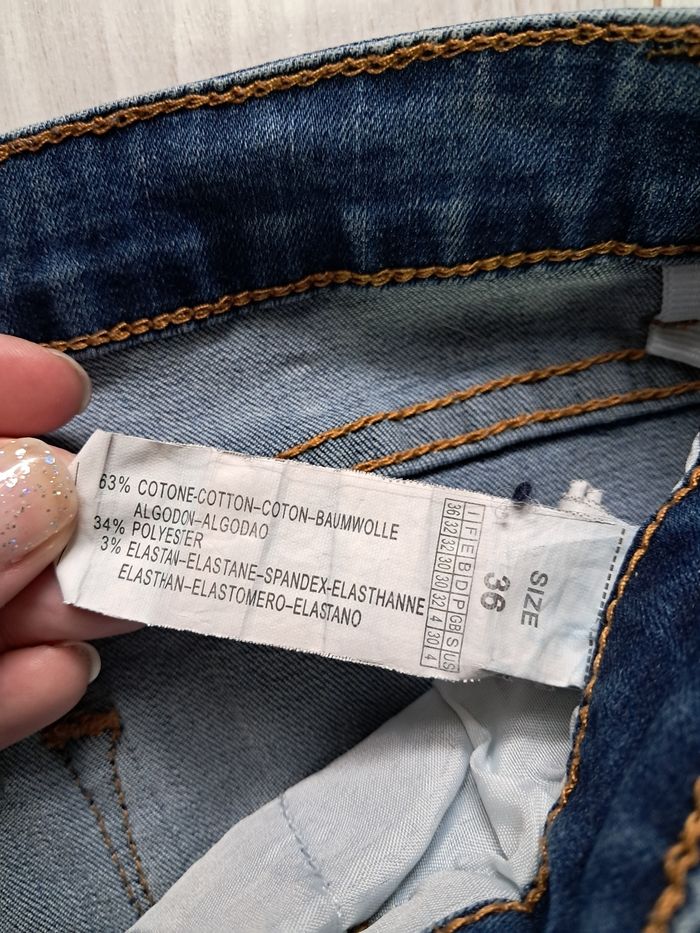 63% COTONE-COTTON-COTON-BAUMWOLLE
ALGODON-ALGODAO
34% POLYESTER
3% ELASTAN-ELASTANE-SPANDEX-ELASTHANNE
ELASTHAN-ELASTOMERO-ELASTANO
SIZE
36
I F E B D P GB S US
36 32 32 30 30 32 4 30 4